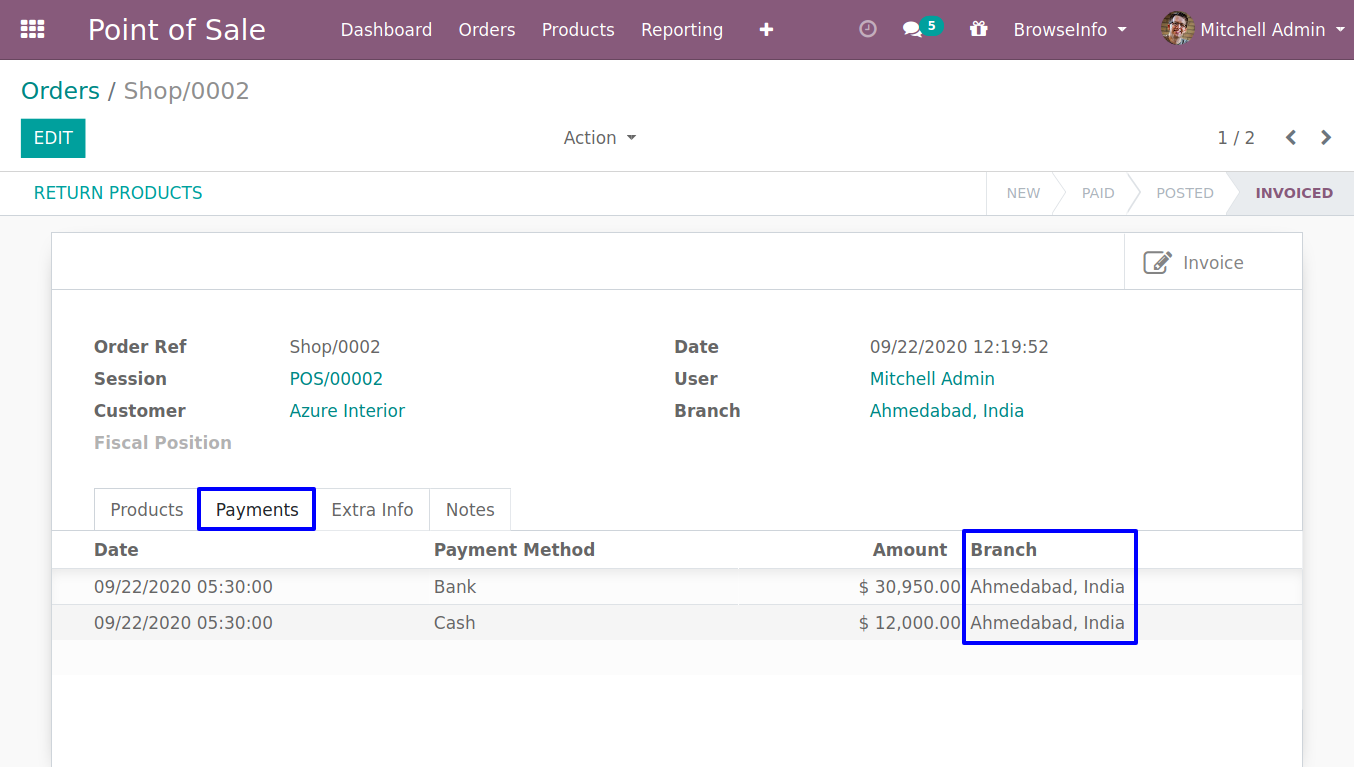 Point of Sale Dashboard Orders Products Reporting 5 BrowseInfo Mitchell Admin
Orders / Shop/0002
EDIT Action 1 / 2
RETURN PRODUCTS NEW PAID POSTED INVOICED
Invoice
Order Ref Shop/0002 Date 09/22/2020 12:19:52
Session POS/00002 User Mitchell Admin
Customer Azure Interior Branch Ahmedabad, India
Fiscal Position
Products Payments Extra Info Notes
Date Payment Method Amount Branch
09/22/2020 05:30:00 Bank $ 30,950.00 Ahmedabad, India
09/22/2020 05:30:00 Cash $ 12,000.00 Ahmedabad, India